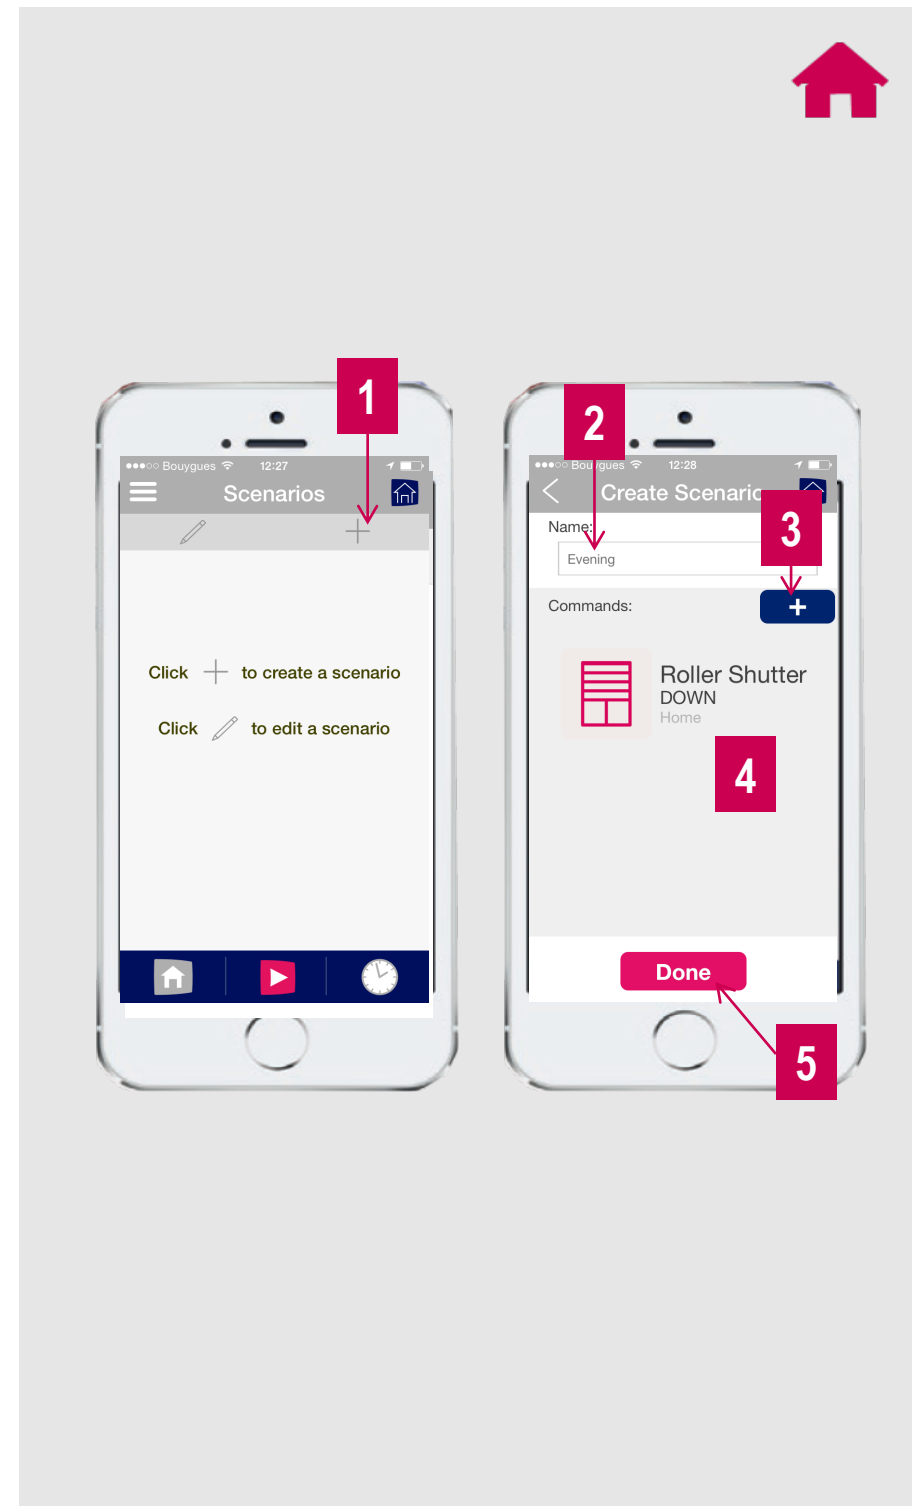 1
Bouygues 12:27
Scenarios
Click + to create a scenario
Click to edit a scenario
2
Bouygues 12:28
Create Scenario
3
Name:
Evening
Commands:
+
Roller Shutter
DOWN
Home
4
Done
5